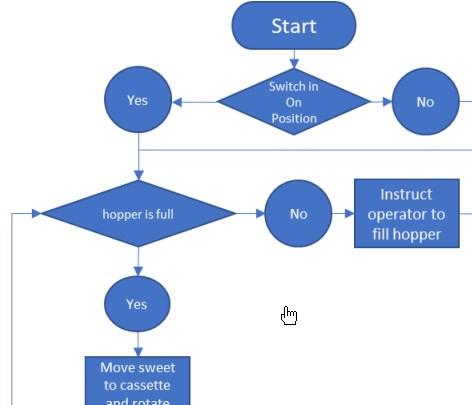 Start
Switch in
On
Position
Yes
No
hopper is full
No
Instruct
operator to
fill hopper
Yes
Move sweet
to cassette
and rotate